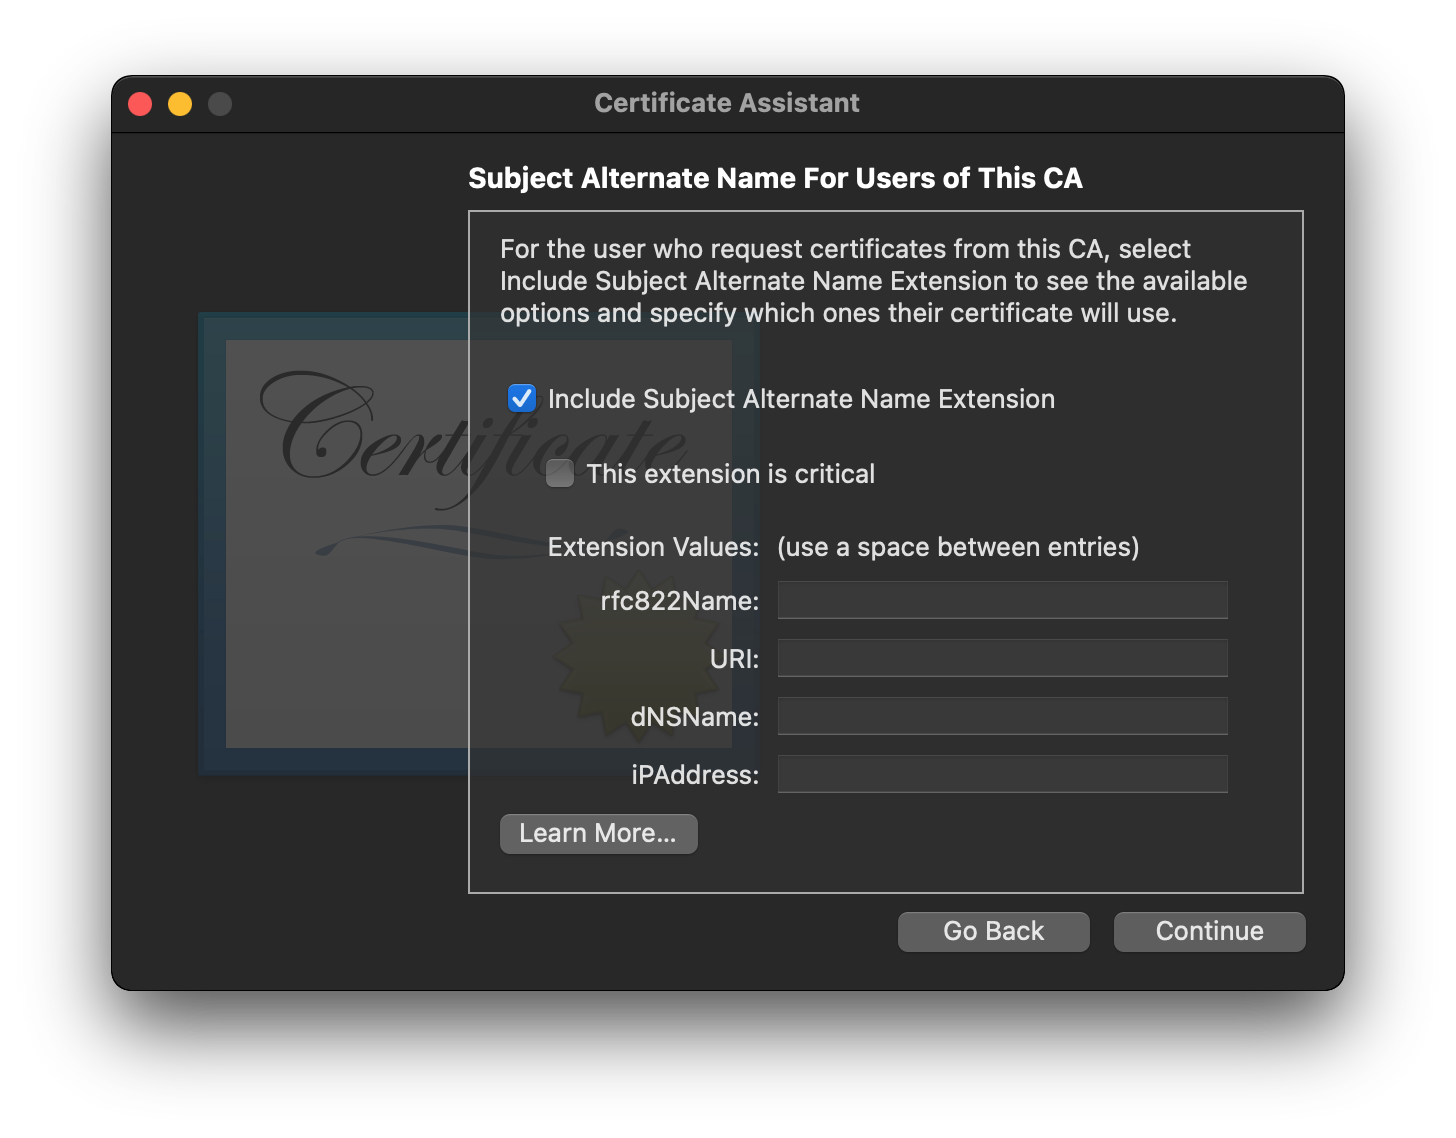 Certificate Assistant
Subject Alternate Name For Users of This CA
For the user who request certificates from this CA, select
Include Subject Alternate Name Extension to see the available
options and specify which ones their certificate will use.
Certificate
Include Subject Alternate Name Extension
This extension is critical
Extension Values: (use a space between entries)
rfc822Name:
URI:
dNSName:
iPAddress:
Learn More...
Go Back
Continue